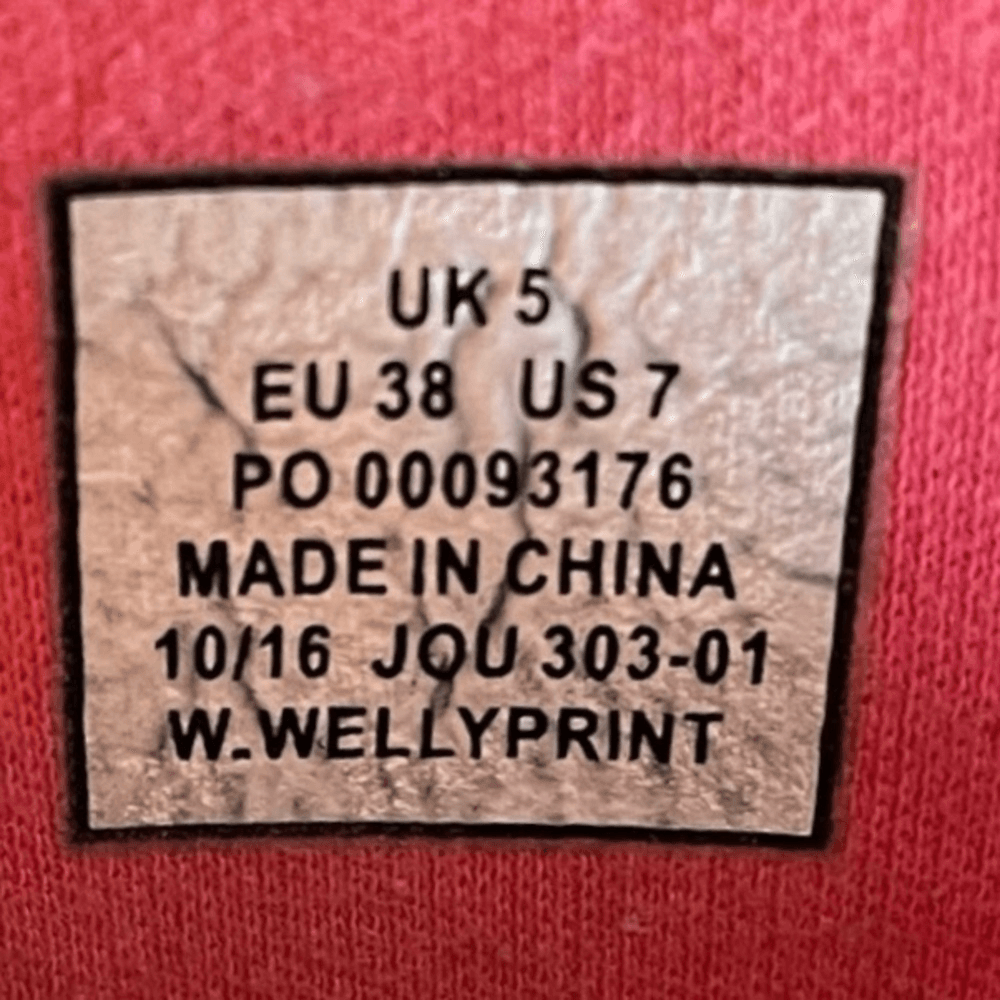 UK 5
EU 38 US 7
PO 00093176
MADE IN CHINA
10/16 JOU 303-01
W.WELLYPRINT